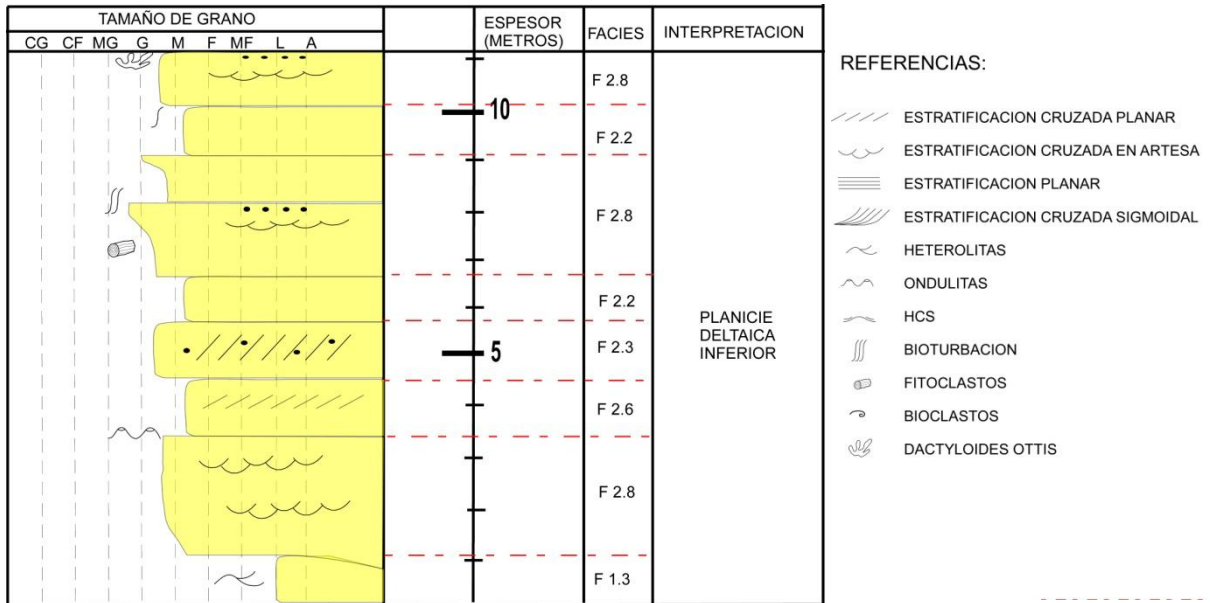 TAMAÑO DE GRANO
CG CF MG G M F MF L A
ESPESOR
(METROS)
FACIES
INTERPRETACION
F 2.8
10
F 2.2
F 2.8
F 2.2
F 2.3
5
F 2.6
F 2.8
F 1.3
PLANICIE
DELTAICA
INFERIOR
REFERENCIAS:
ESTRATIFICACION CRUZADA PLANAR
ESTRATIFICACION CRUZADA EN ARTESA
ESTRATIFICACION PLANAR
ESTRATIFICACION CRUZADA SIGMOIDAL
HETEROLITAS
ONDULITAS
HCS
BIOTURBACION
FITOCLASTOS
BIOCLASTOS
DACTYLOIDES OTTIS